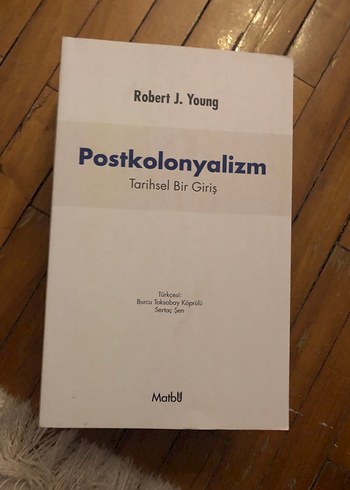 Robert J. Young
Postkolonyalizm
Tarihsel Bir Giriş
Türkçesi:
Burcu Toksabay Köprülü
Sertaç Şen
Matbu